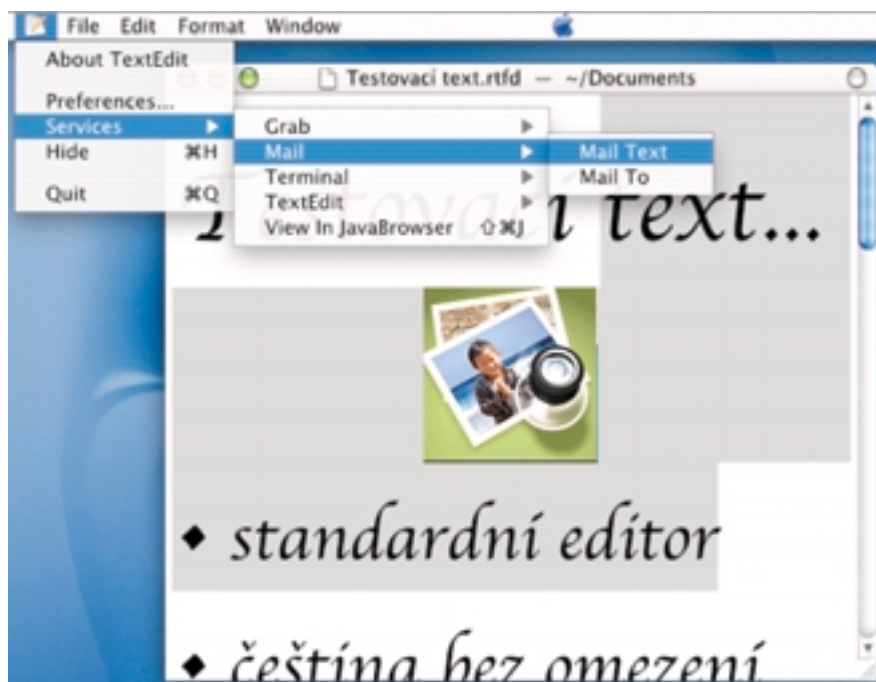 File Edit Format Window
About TextEdit
Preferences...
Services
Hide ⌘H
Quit ⌘Q
Testovací text.rtfd — ~/Documents
Grab
Mail
Terminal
TextEdit
View In JavaBrowser ⇧⌘J
Mail Text
Mail To
Testovací text...
◆ standardní editor
◆ čeština bez omezení